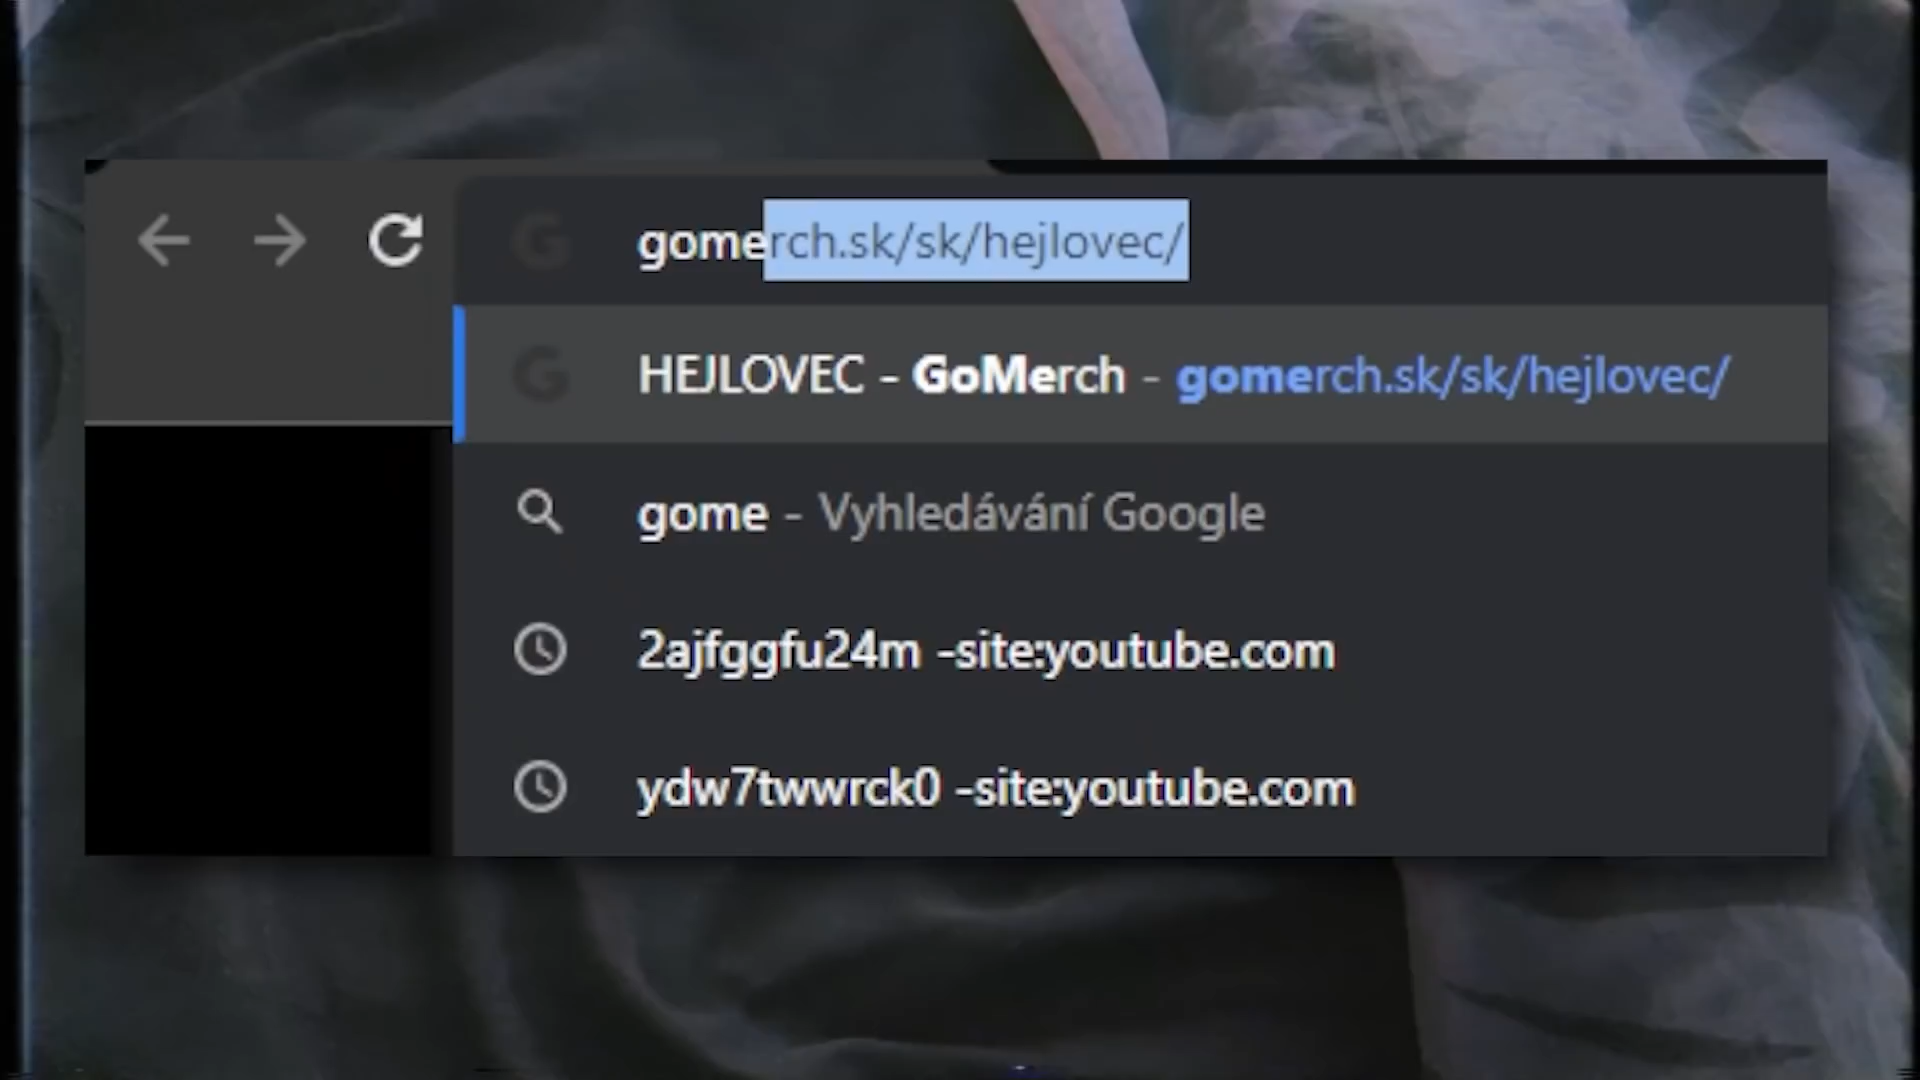 gomerch.sk/sk/hejlovec/
HEJLOVEC - GoMerch - gomerch.sk/sk/hejlovec/
gome - Vyhledávání Google
2ajfggfu24m -site:youtube.com
ydw7twwrck0 -site:youtube.com